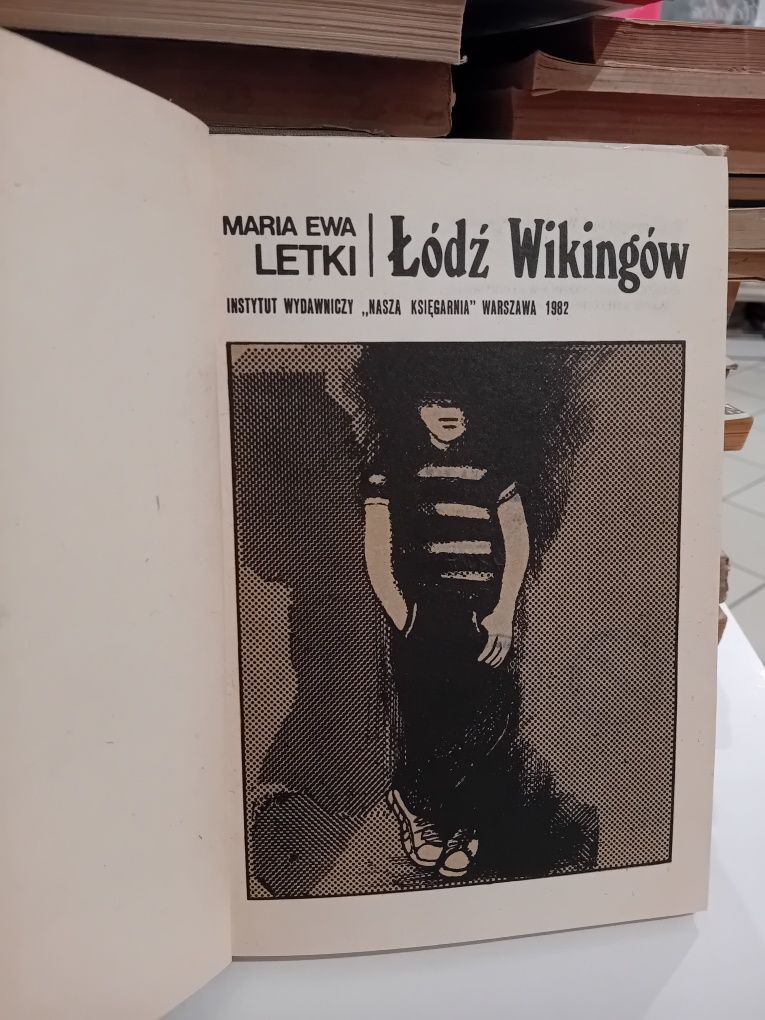 MARIA EWA
LETKI
Łódź Wikingów
INSTYTUT WYDAWNICZY „NASZA KSIĘGARNIA” WARSZAWA 1982